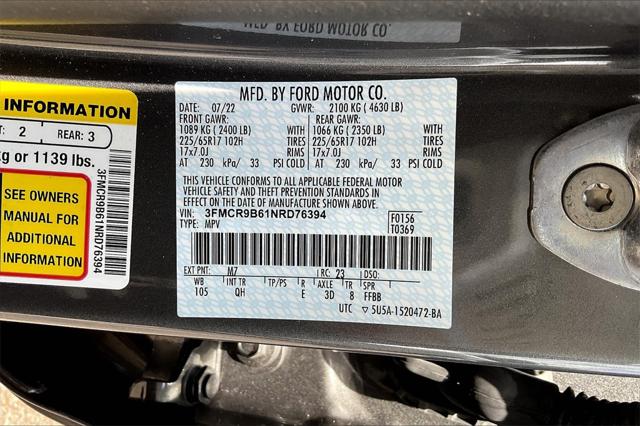 MFD. BY FORD MOTOR CO.
INFORMATION
: 2 REAR: 3
kg or 1139 lbs.
SEE OWNERS
MANUAL FOR
ADDITIONAL
INFORMATION
3FMCR9B61NRD76394
MFD. BY FORD MOTOR CO.
DATE: 07/22 GVWR: 2100 KG ( 4630 LB)
FRONT GAWR: REAR GAWR:
1089 KG ( 2400 LB) WITH 1066 KG ( 2350 LB) WITH
225/65R17 102H TIRES 225/65R17 102H TIRES
17x7.0J RIMS 17x7.0J RIMS
AT 230 kPa/ 33 PSI COLD AT 230 kPa/ 33 PSI COLD
THIS VEHICLE CONFORMS TO ALL APPLICABLE FEDERAL MOTOR
VEHICLE SAFETY AND THEFT PREVENTION STANDARDS IN
EFFECT ON THE DATE OF MANUFACTURE SHOWN ABOVE.
VIN: 3FMCR9B61NRD76394 F0156
TYPE: MPV T0369
EXT PNT: M7 RC: 23 DSO:
WB INT TR TP/PS R AXLE TR SPR
105 QH E 3D 8 FFBB
UTC ▽5U5A-1520472-BA